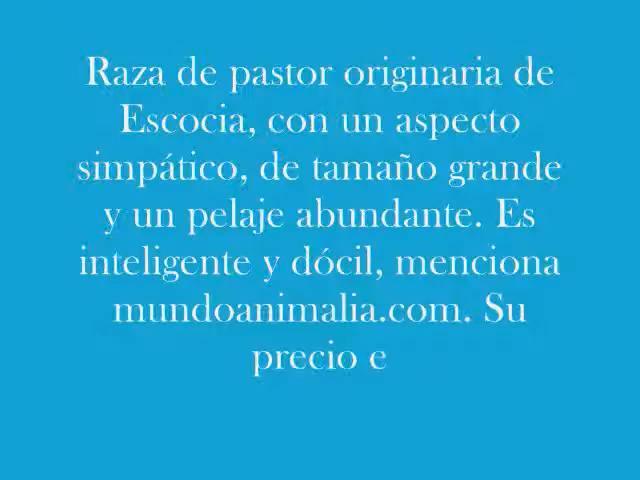 Raza de pastor originaria de
Escocia, con un aspecto
simpático, de tamaño grande
y un pelaje abundante. Es
inteligente y dócil, menciona
mundoanimalia.com. Su
precio e